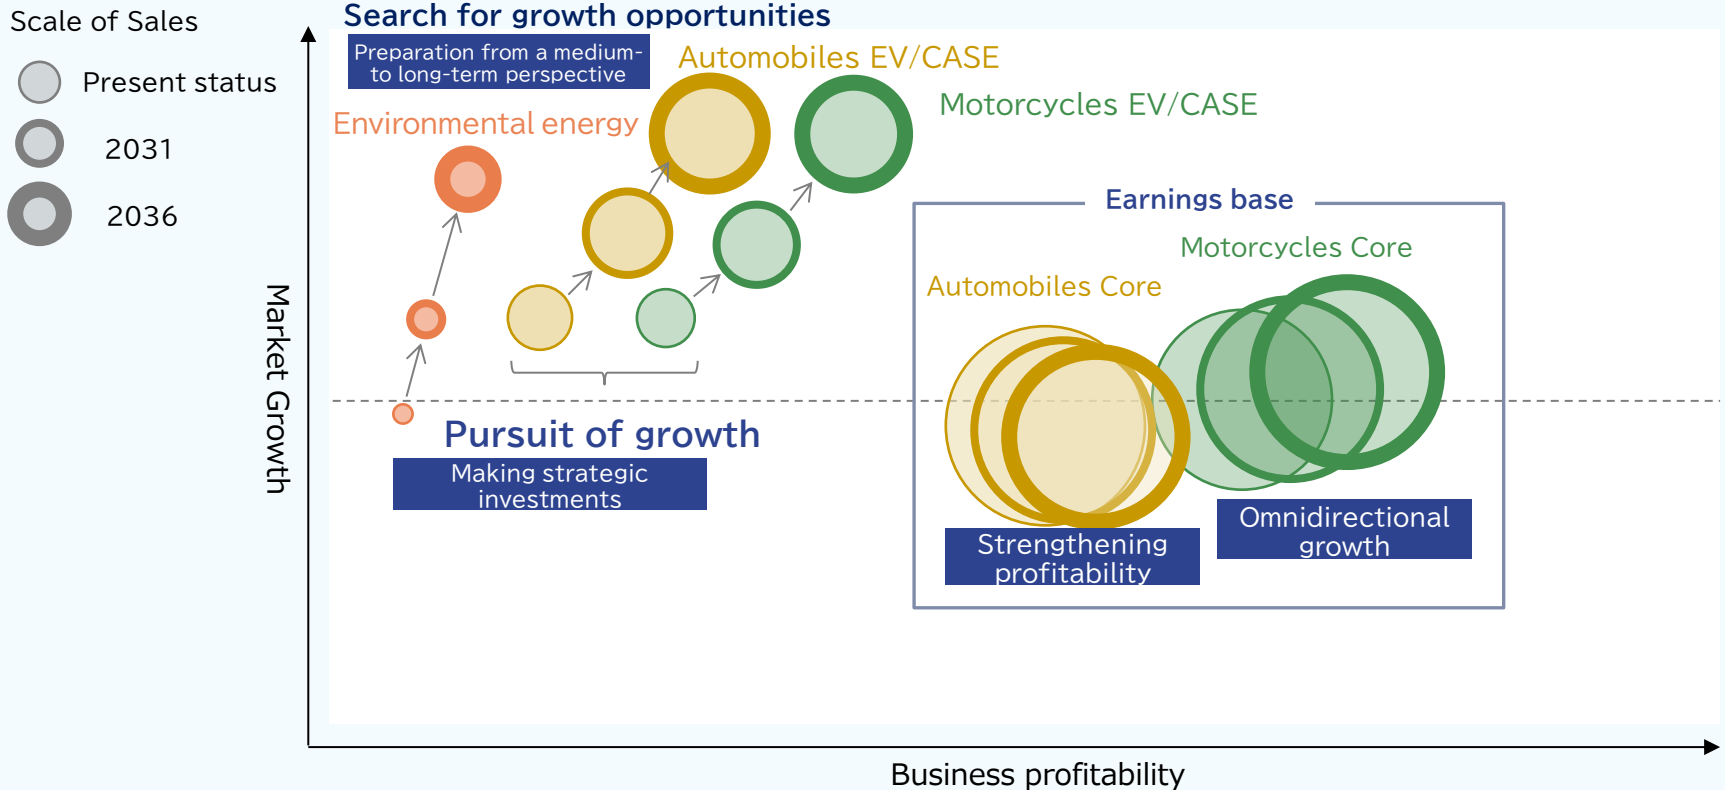 Scale of Sales
Present status
2031
2036
Search for growth opportunities
Preparation from a medium-
to long-term perspective
Environmental energy
Automobiles EV/CASE
Motorcycles EV/CASE
Earnings base
Motorcycles Core
Automobiles Core
Market Growth
Pursuit of growth
Making strategic
investments
Omnidirectional
growth
Strengthening
profitability
Business profitability